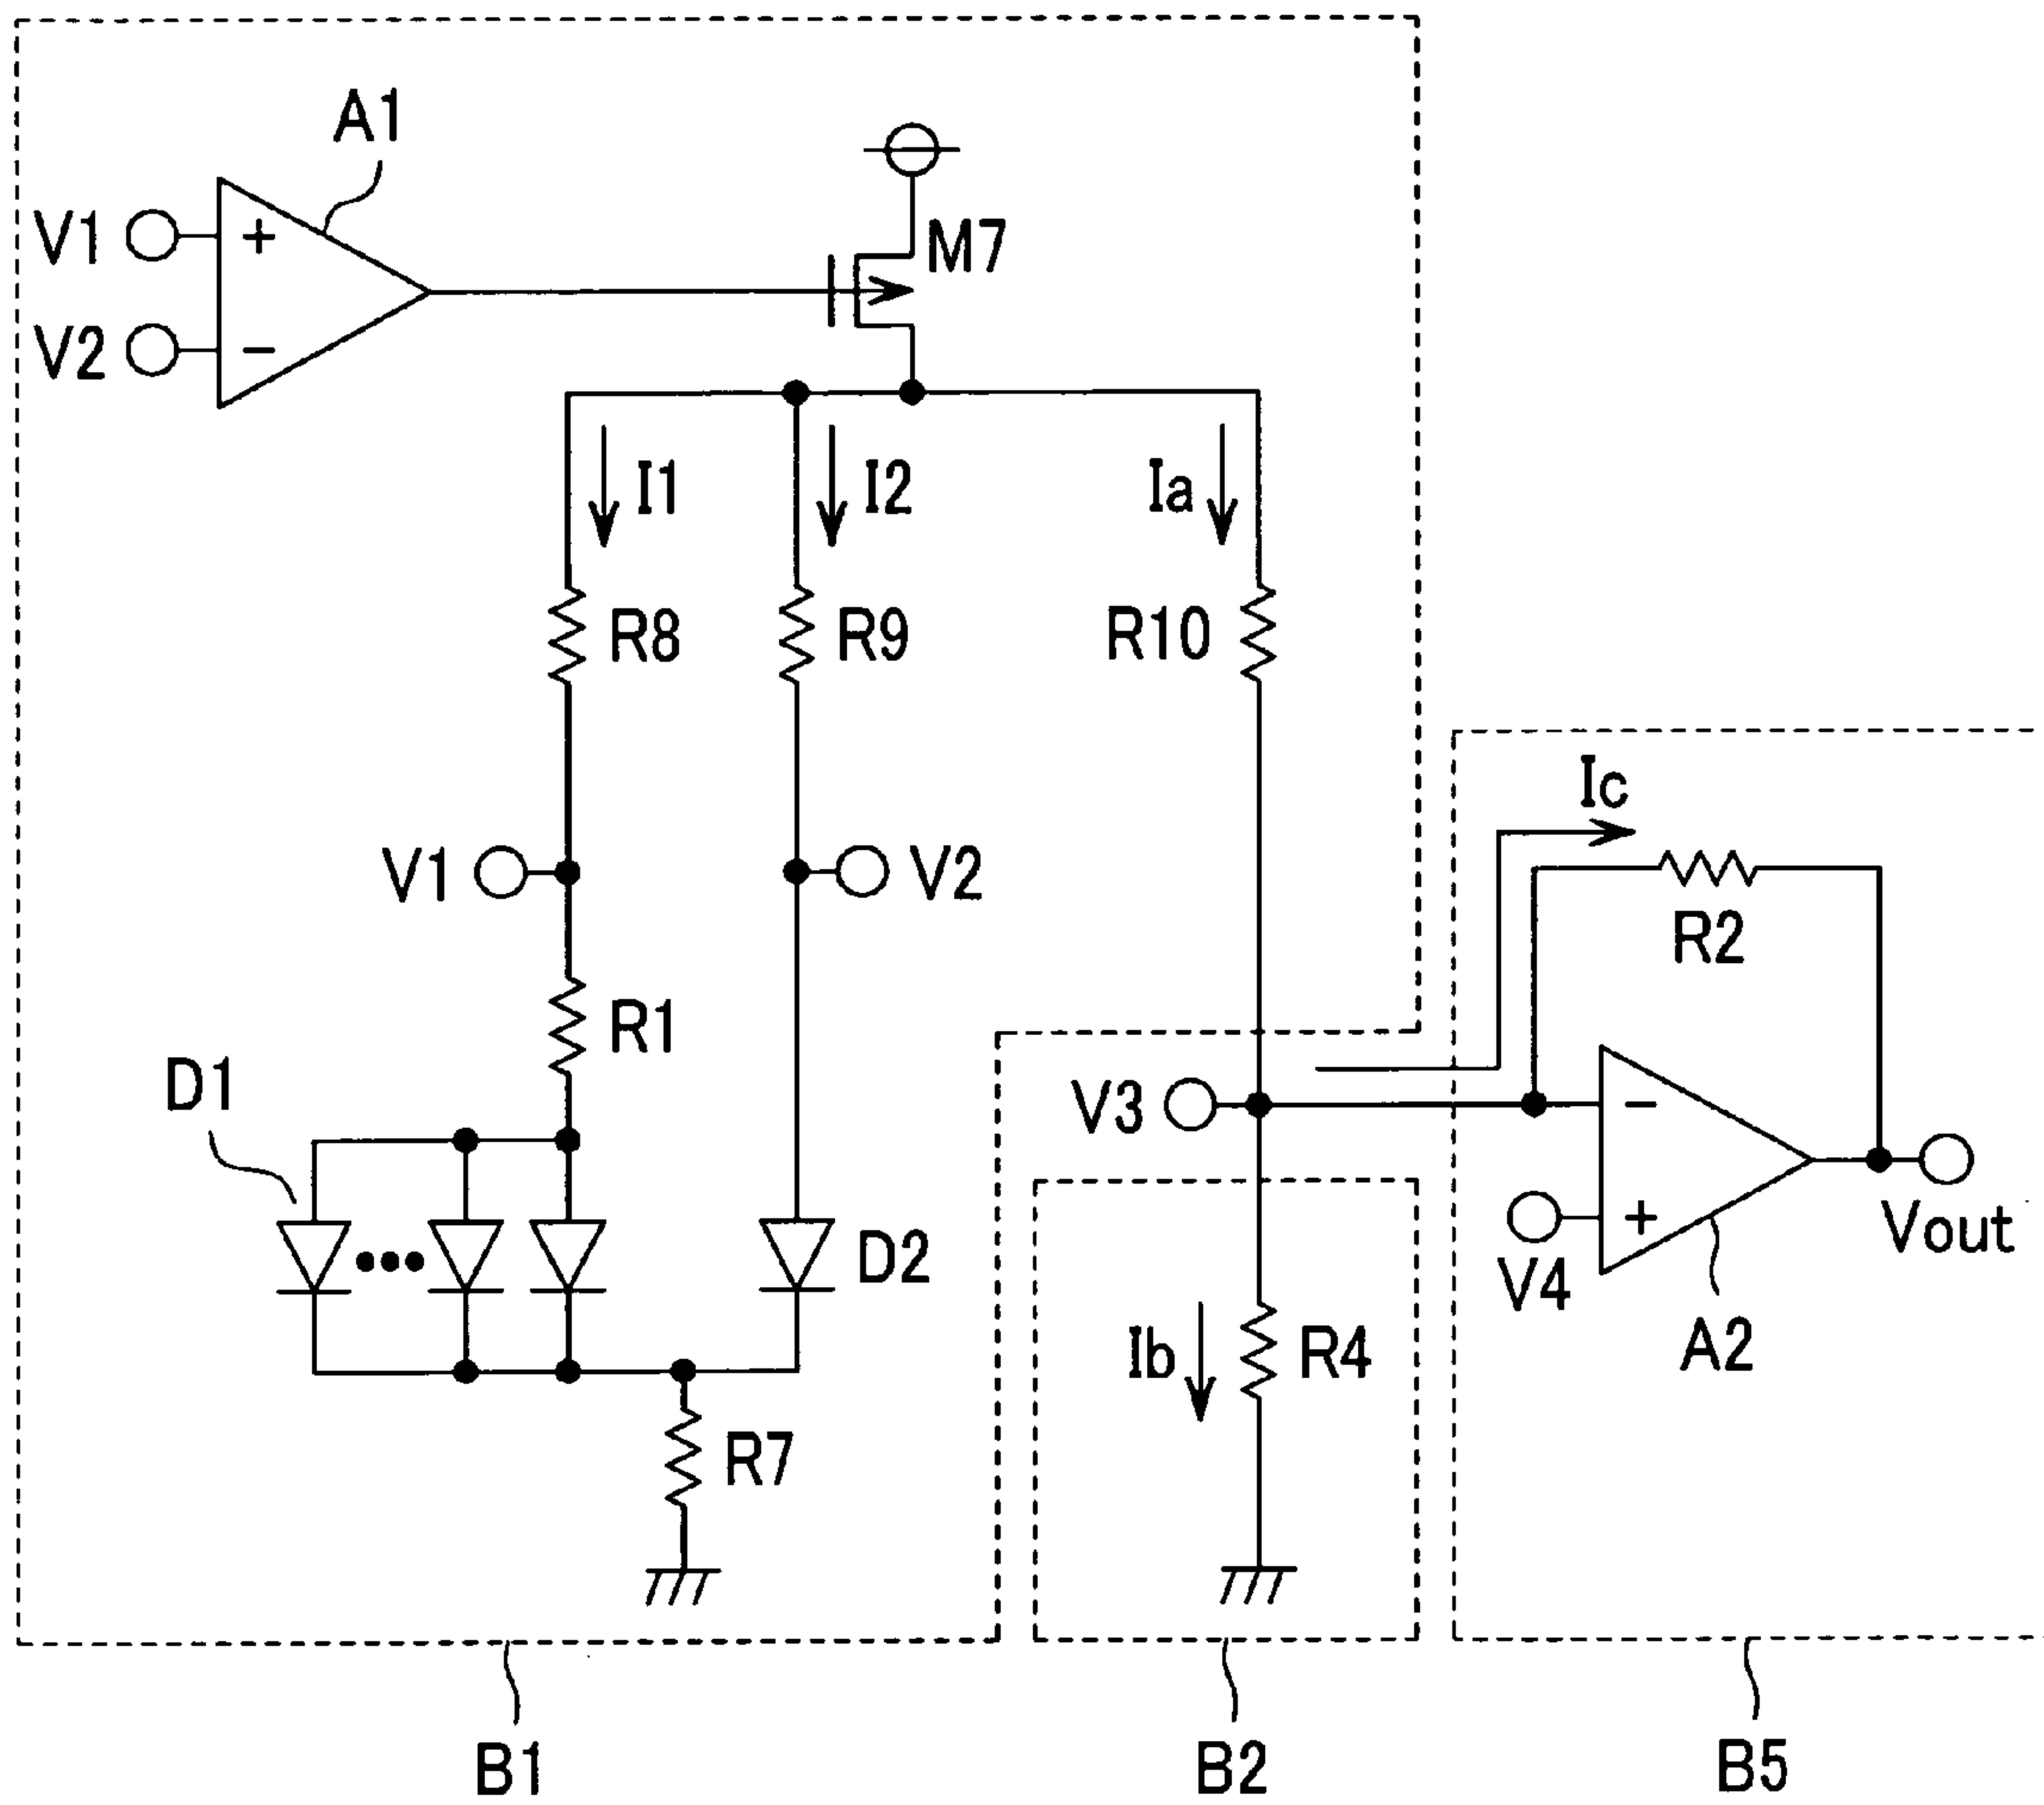 A1
V1
+
M7
V2
−
I1
I2
Ia
R8
R9
R10
Ic
V1
V2
R2
R1
D1
V3
−
V4
+
Vout
D2
A2
Ib
R4
R7
B1
B2
B5